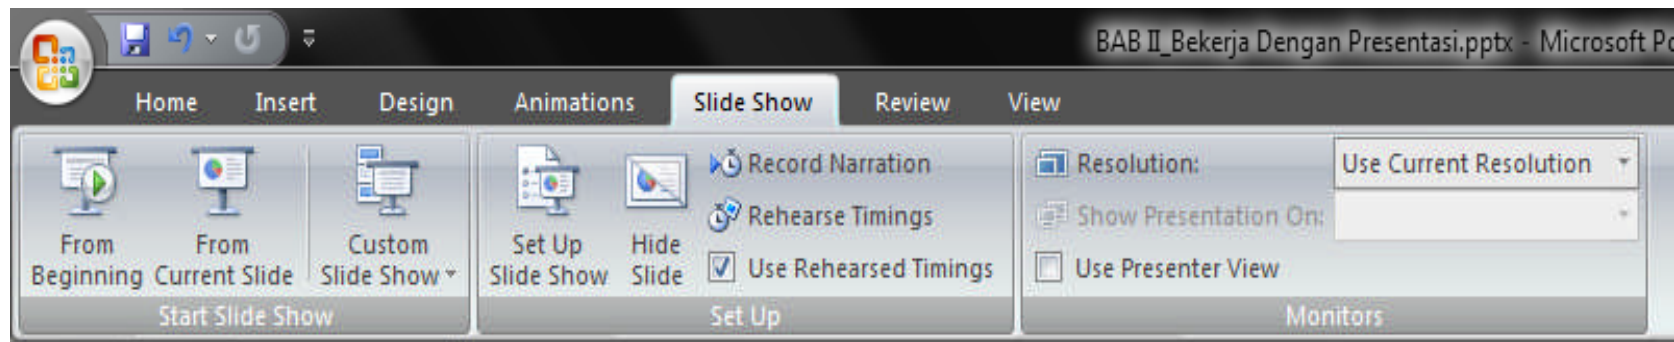 BAB II_Bekerja Dengan Presentasi.pptx - Microsoft Po
Home Insert Design Animations Slide Show Review View
From Beginning
From Current Slide
Custom Slide Show
Set Up Slide Show
Hide Slide
Record Narration
Rehearse Timings
Use Rehearsed Timings
Resolution: Use Current Resolution
Show Presentation On:
Use Presenter View
Start Slide Show
Set Up
Monitors